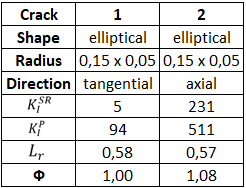 Crack 1 2
Shape elliptical elliptical
Radius 0,15 x 0,05 0,15 x 0,05
Direction tangential axial
K_I^{SR} 5 231
K_I^{P} 94 511
L_r 0,58 0,57
Φ 1,00 1,08